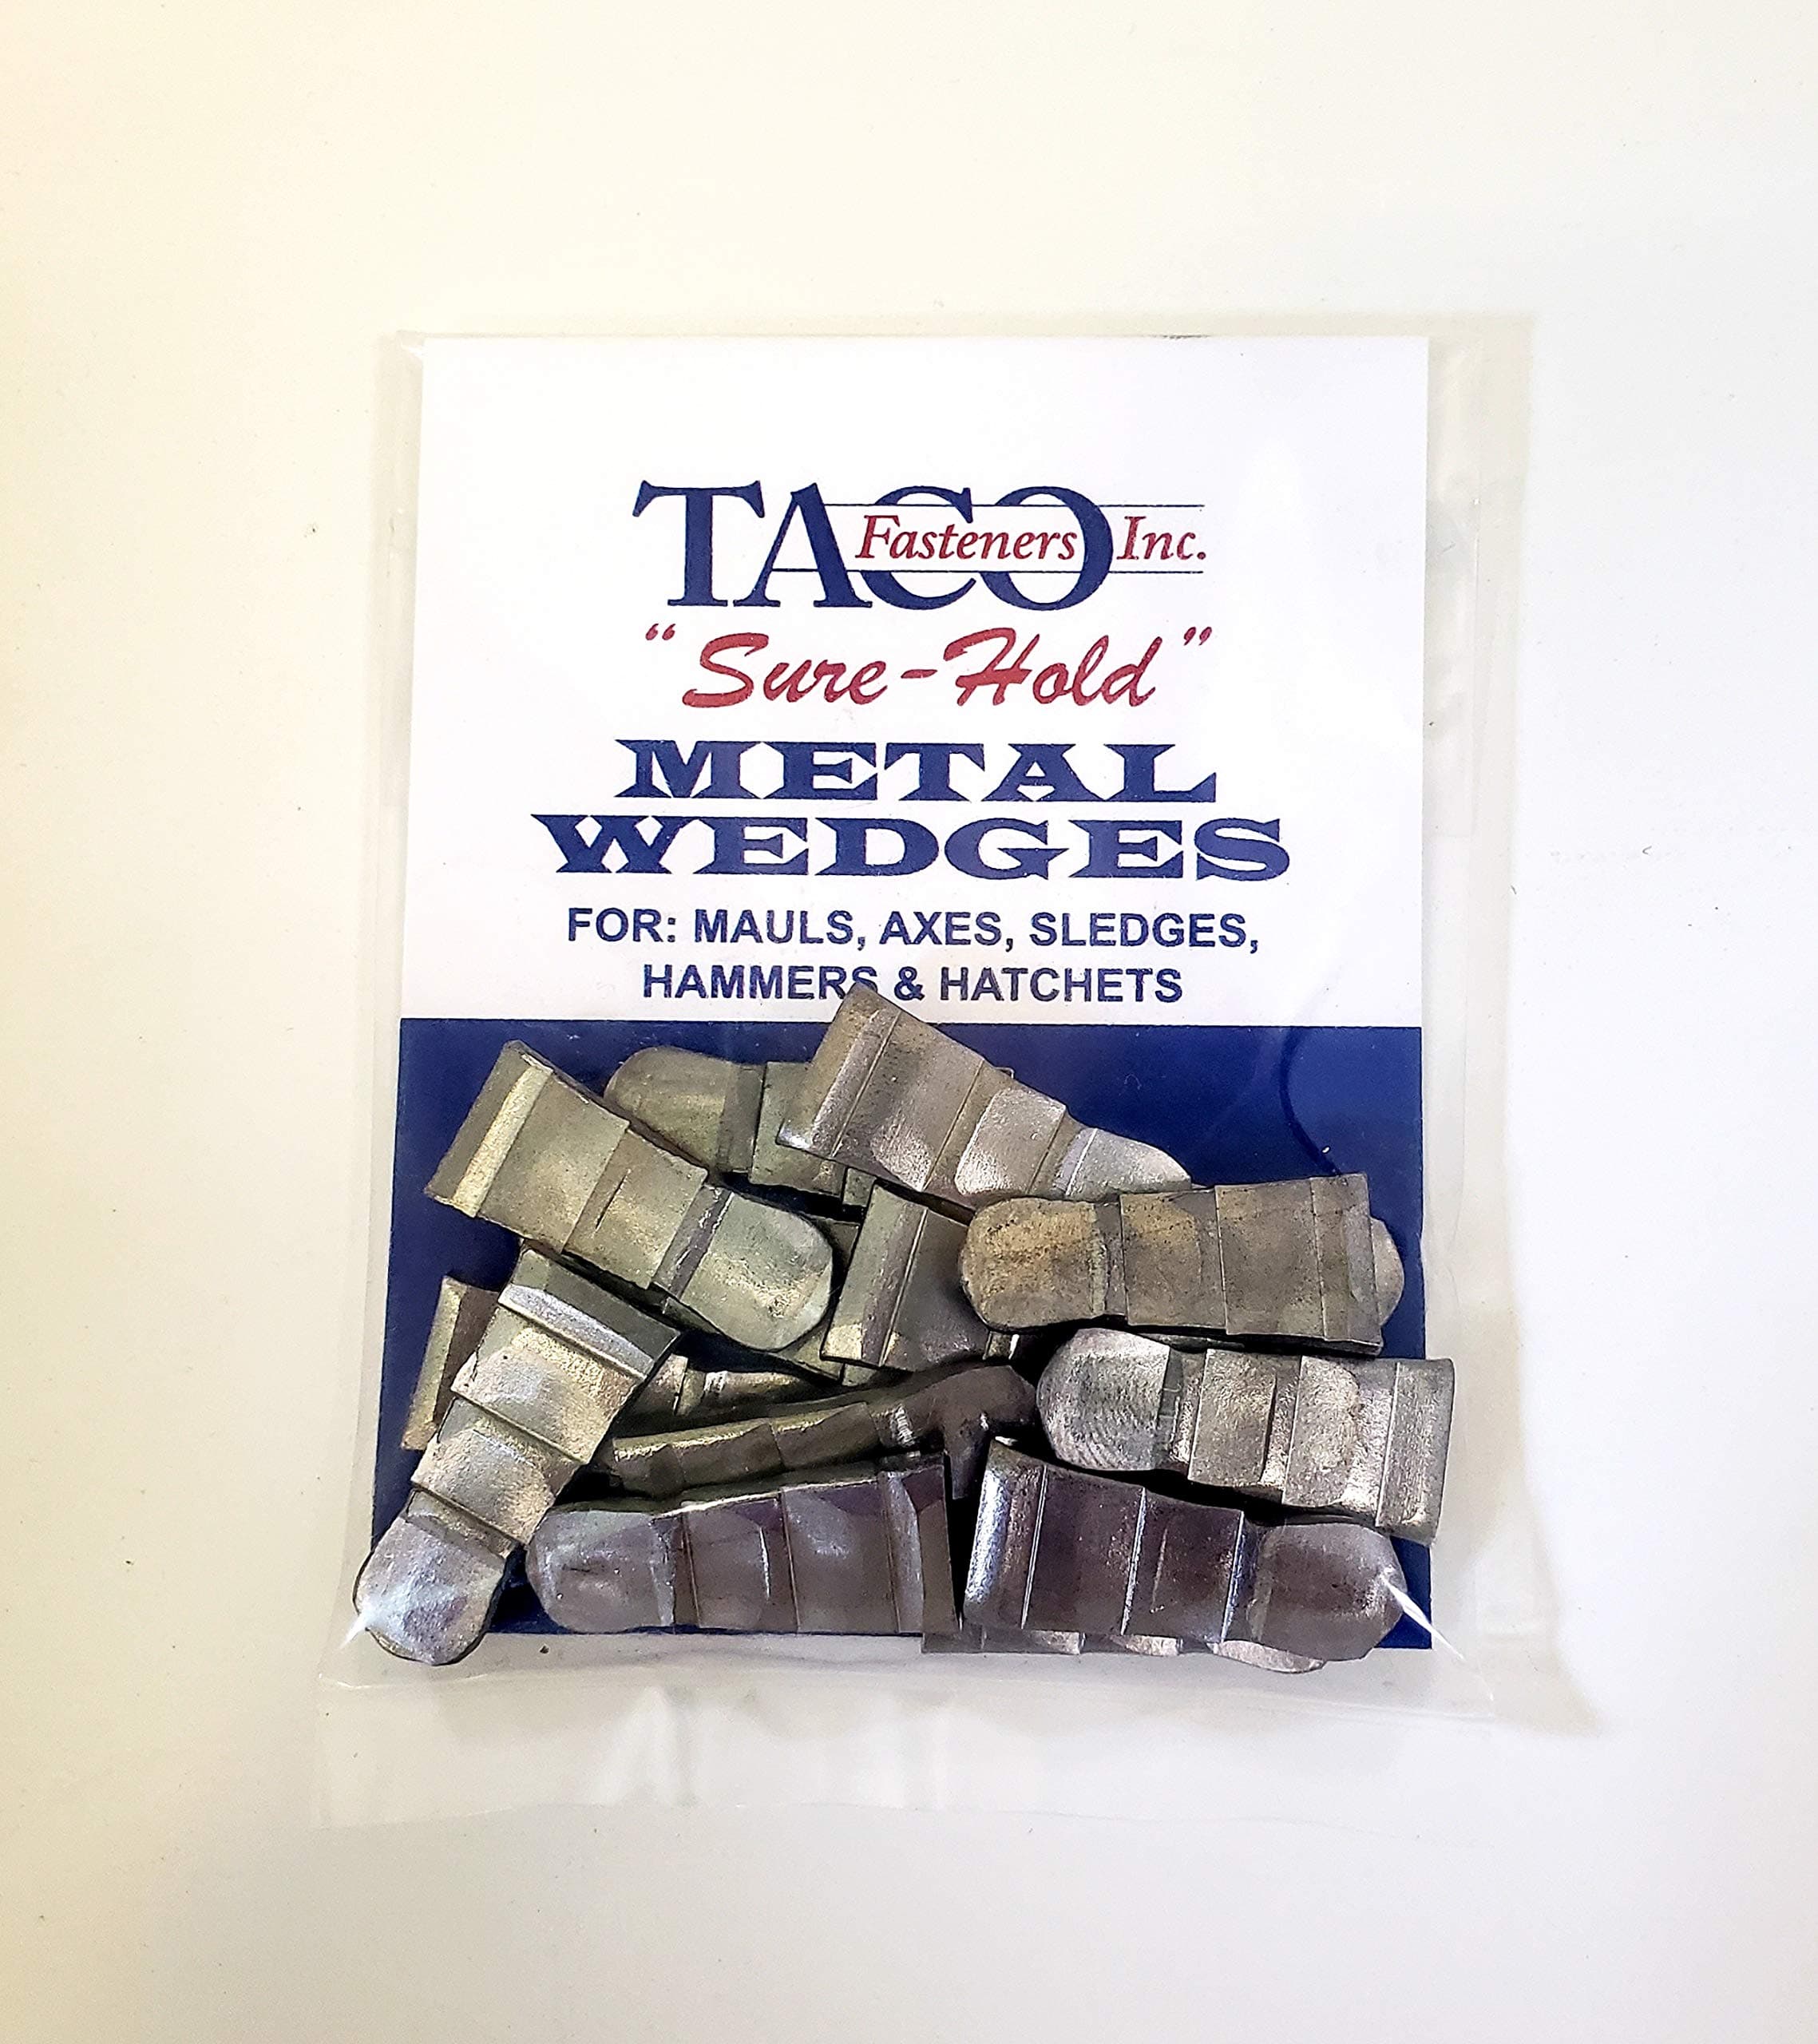 TACO
Fasteners Inc.
"Sure-Hold"
METAL
WEDGES
FOR: MAULS, AXES, SLEDGES,
HAMMERS & HATCHETS